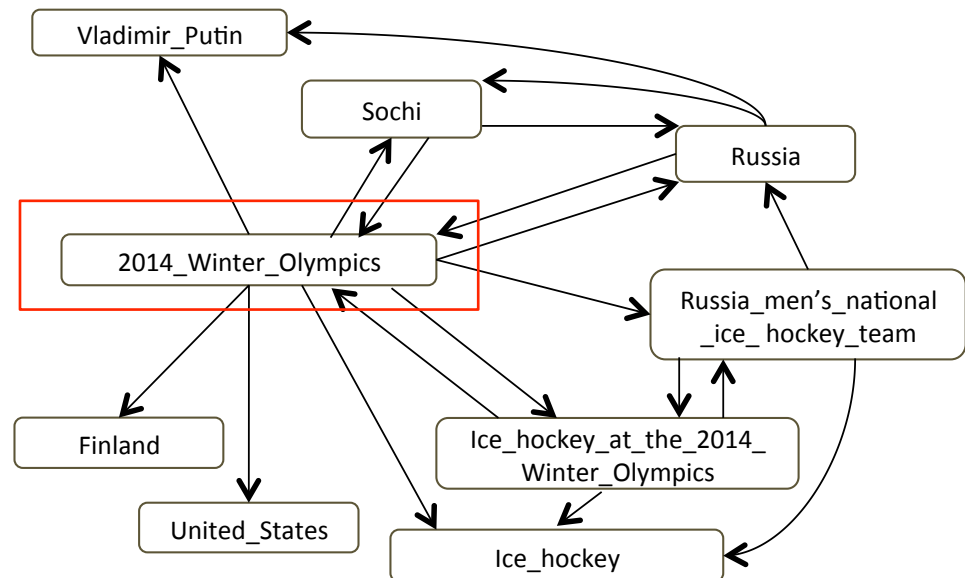 Vladimir_Putin
Sochi
Russia
2014_Winter_Olympics
Russia_men’s_national
_ice_ hockey_team
Finland
Ice_hockey_at_the_2014_
Winter_Olympics
United_States
Ice_hockey